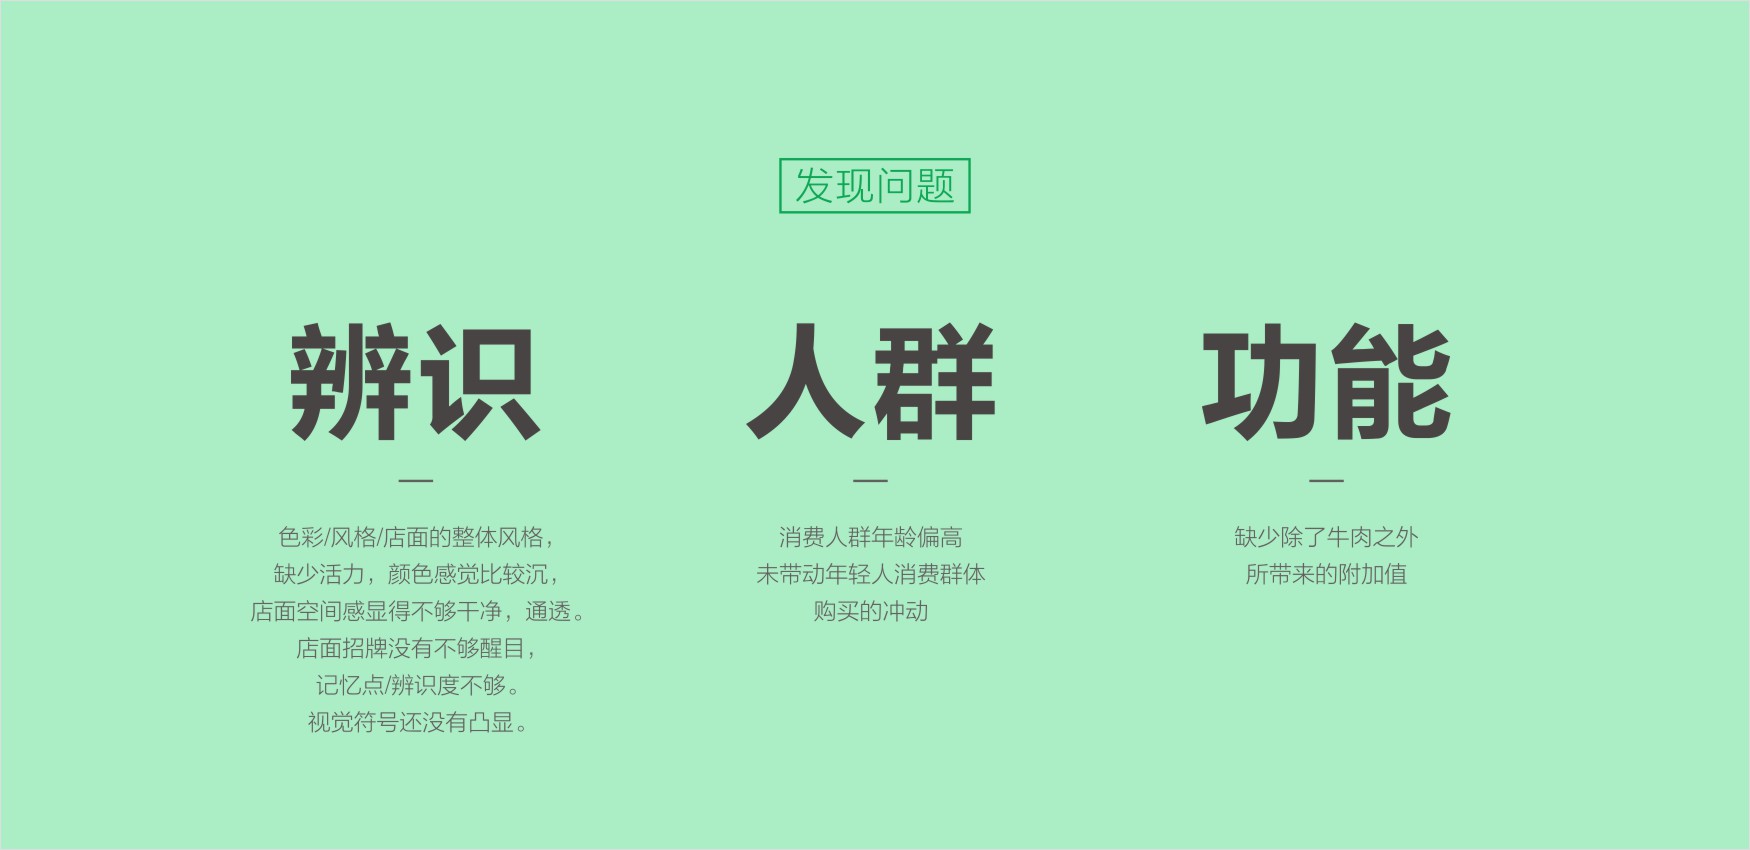 发现问题
辨识
色彩/风格/店面的整体风格，
缺少活力，颜色感觉比较沉，
店面空间感显得不够干净，通透。
店面招牌没有不够醒目，
记忆点/辨识度不够。
视觉符号还没有凸显。
人群
消费人群年龄偏高
未带动年轻人消费群体
购买的冲动
功能
缺少除了牛肉之外
所带来的附加值